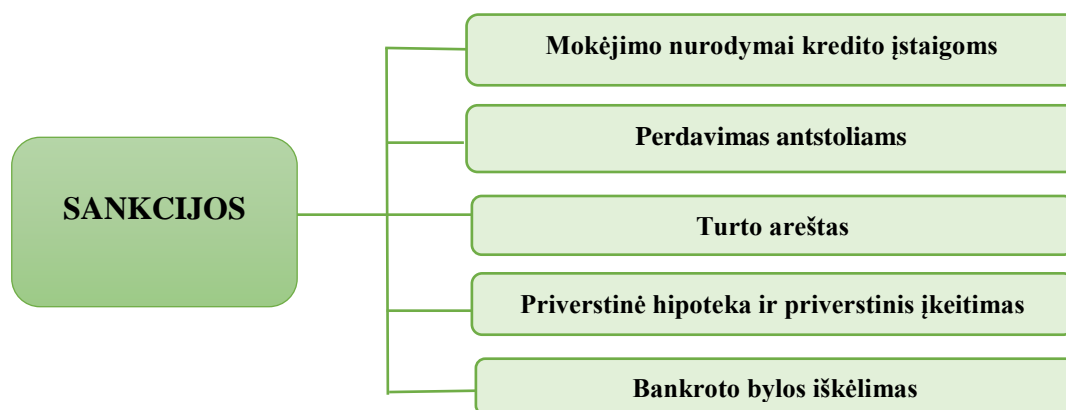 SANKCIJOS
Mokėjimo nurodymai kredito įstaigoms
Perdavimas antstoliams
Turto areštas
Priverstinė hipoteka ir priverstinis įkeitimas
Bankroto bylos iškėlimas